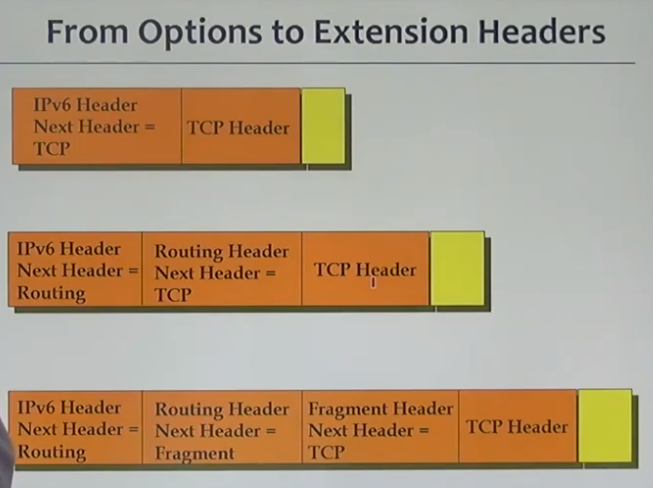 From Options to Extension Headers
IPv6 Header
Next Header =
TCP
TCP Header
IPv6 Header
Next Header =
Routing
Routing Header
Next Header =
TCP
TCP Header
IPv6 Header
Next Header =
Routing
Routing Header
Next Header =
Fragment
Fragment Header
Next Header =
TCP
TCP Header